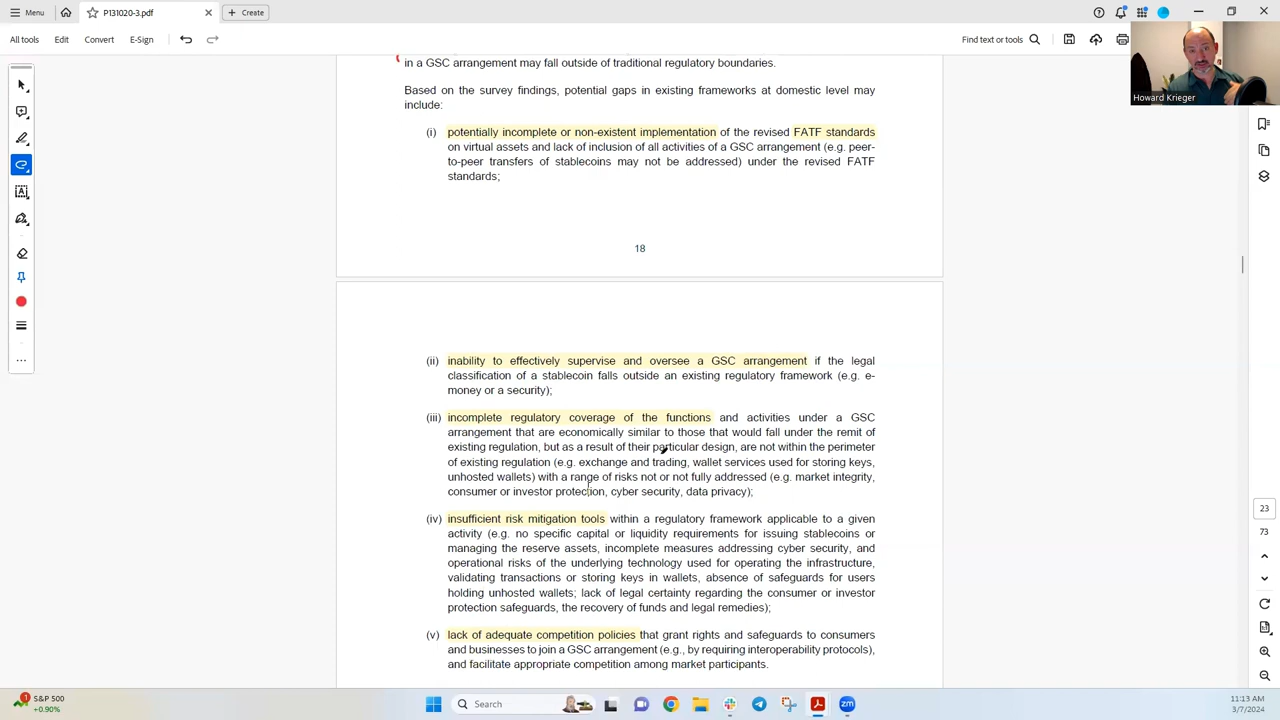 Menu
P131020-3.pdf
Create
All tools
Edit
Convert
E-Sign
Find text or tools
Howard Krieger
in a GSC arrangement may fall outside of traditional regulatory boundaries.
Based on the survey findings, potential gaps in existing frameworks at domestic level may
include:
(i) potentially incomplete or non-existent implementation of the revised FATF standards
on virtual assets and lack of inclusion of all activities of a GSC arrangement (e.g. peer-
to-peer transfers of stablecoins may not be addressed) under the revised FATF
standards;
18
(ii) inability to effectively supervise and oversee a GSC arrangement if the legal
classification of a stablecoin falls outside an existing regulatory framework (e.g. e-
money or a security);
(iii) incomplete regulatory coverage of the functions and activities under a GSC
arrangement that are economically similar to those that would fall under the remit of
existing regulation, but as a result of their particular design, are not within the perimeter
of existing regulation (e.g. exchange and trading, wallet services used for storing keys,
unhosted wallets) with a range of risks not or not fully addressed (e.g. market integrity,
consumer or investor protection, cyber security, data privacy);
(iv) insufficient risk mitigation tools within a regulatory framework applicable to a given
activity (e.g. no specific capital or liquidity requirements for issuing stablecoins or
managing the reserve assets, incomplete measures addressing cyber security, and
operational risks of the underlying technology used for operating the infrastructure,
validating transactions or storing keys in wallets, absence of safeguards for users
holding unhosted wallets; lack of legal certainty regarding the consumer or investor
protection safeguards, the recovery of funds and legal remedies);
(v) lack of adequate competition policies that grant rights and safeguards to consumers
and businesses to join a GSC arrangement (e.g., by requiring interoperability protocols),
and facilitate appropriate competition among market participants.
23
73
1
S&P 500
+0.90%
Search
zm
11:13 AM
3/7/2024